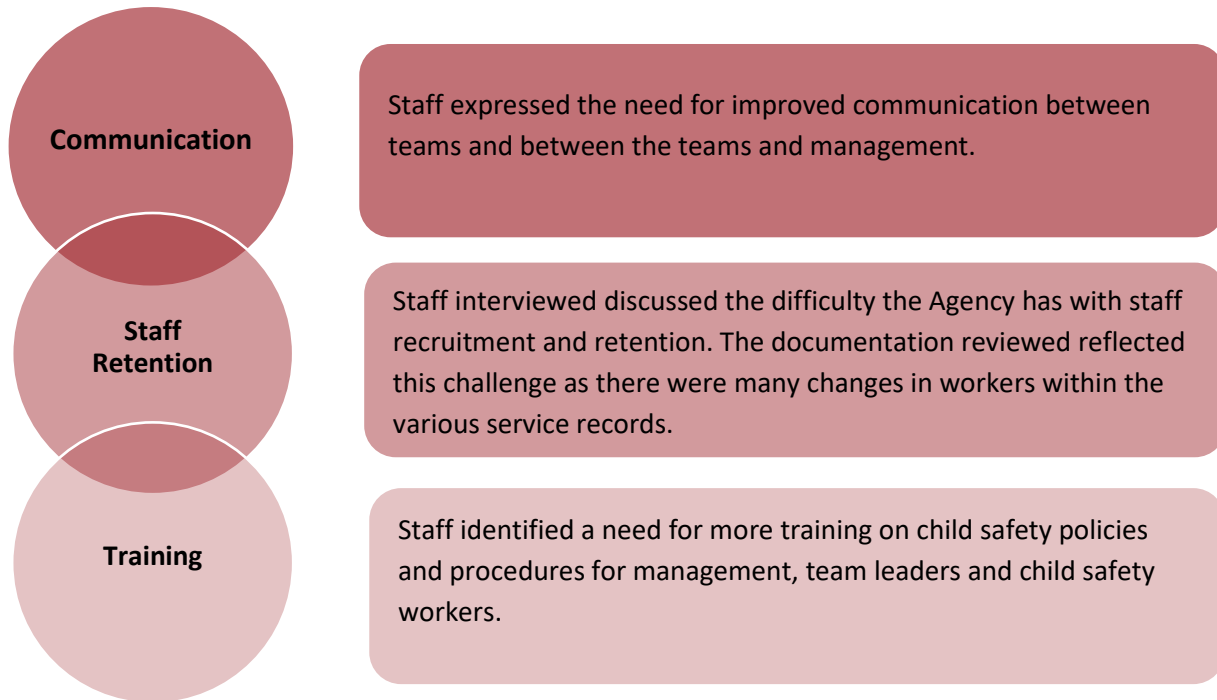 Communication
Staff expressed the need for improved communication between
teams and between the teams and management.
Staff
Retention
Staff interviewed discussed the difficulty the Agency has with staff
recruitment and retention. The documentation reviewed reflected
this challenge as there were many changes in workers within the
various service records.
Training
Staff identified a need for more training on child safety policies
and procedures for management, team leaders and child safety
workers.